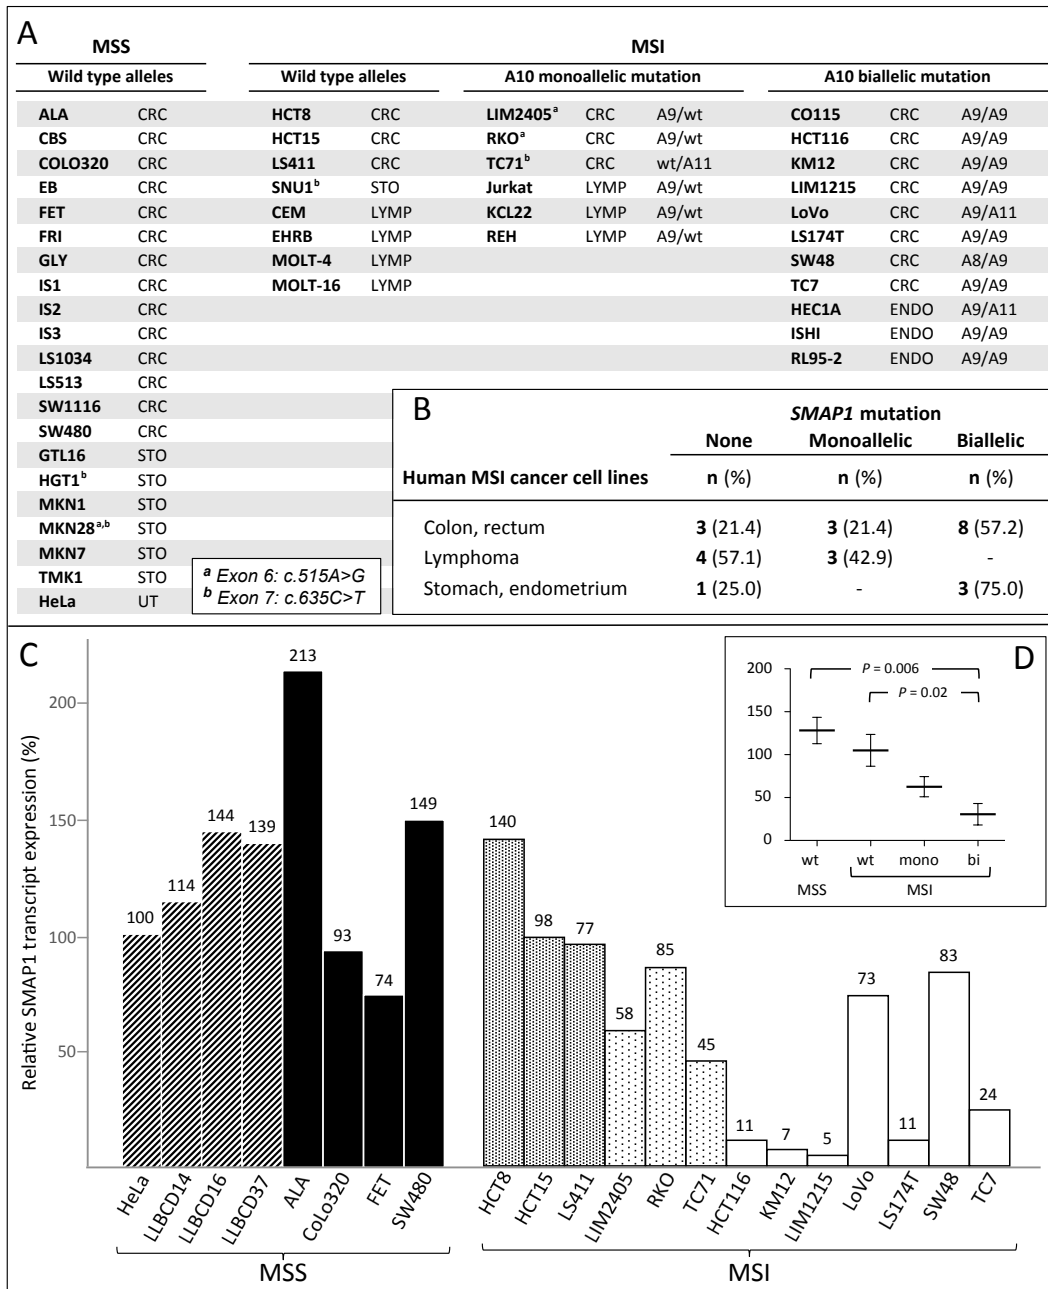 A
MSS MSI
Wild type alleles Wild type alleles A10 monoallelic mutation A10 biallelic mutation
ALA CRC HCT8 CRC LIM2405a CRC A9/wt CO115 CRC A9/A9
CBS CRC HCT15 CRC RKOa CRC A9/wt HCT116 CRC A9/A9
COLO320 CRC LS411 CRC TC71b CRC wt/A11 KM12 CRC A9/A9
EB CRC SNU1b STO Jurkat LYMP A9/wt LIM1215 CRC A9/A9
FET CRC CEM LYMP KCL22 LYMP A9/wt LoVo CRC A9/A11
FRI CRC EHRB LYMP REH LYMP A9/wt LS174T CRC A9/A9
GLY CRC MOLT-4 LYMP SW48 CRC A8/A9
IS1 CRC MOLT-16 LYMP TC7 CRC A9/A9
IS2 CRC HEC1A ENDO A9/A11
IS3 CRC ISHI ENDO A9/A9
LS1034 CRC RL95-2 ENDO A9/A9
LS513 CRC
SW1116 CRC
SW480 CRC
GTL16 STO
HGT1b STO
MKN1 STO
MKN28a,b STO
MKN7 STO
TMK1 STO
HeLa UT
a Exon 6: c.515A>G
b Exon 7: c.635C>T
B
SMAP1 mutation
None Monoallelic Biallelic
Human MSI cancer cell lines n (%) n (%) n (%)
Colon, rectum 3 (21.4) 3 (21.4) 8 (57.2)
Lymphoma 4 (57.1) 3 (42.9) -
Stomach, endometrium 1 (25.0) - 3 (75.0)
C
Relative SMAP1 transcript expression (%)
200
150
100
50
100 114 144 139 213 93 74 149 140 98 77 58 85 45 11 7 5 73 11 83 24
HeLa LLBCD14 LLBCD16 LLBCD37 ALA CoLo320 FET SW480 HCT8 HCT15 LS411 LIM2405 RKO TC71 HCT116 KM12 LIM1215 LoVo LS174T SW48 TC7
MSS MSI
D
200
150
100
50
0
P = 0.006
P = 0.02
wt wt mono bi
MSS MSI